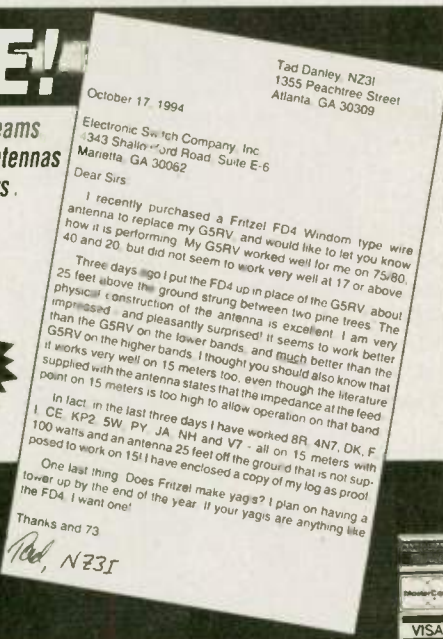 E!
eams
tennas
s.
Tad Danley, NZ3I
1355 Peachtree Street
Atlanta, GA 30309
October 17, 1994
Electronic Switch Company, Inc.
4343 Shallowford Road, Suite E-6
Marietta, GA 30062
Dear Sirs
I recently purchased a Fritzel FD4 Windom type wire
antenna to replace my G5RV, and would like to let you know
how it is performing. My G5RV worked well for me on 75/80,
40 and 20, but did not seem to work very well at 17 or above
Three days ago I put the FD4 up in place of the G5RV, about
25 feet above the ground strung between two pine trees. The
physical construction of the antenna is excellent. I am very
impressed - and pleasantly surprised! It seems to work better
than the G5RV on the lower bands, and much better than the
G5RV on the higher bands. I thought you should also know that
it works very well on 15 meters too, even though the literature
supplied with the antenna states that the impedance at the feed
point on 15 meters is too high to allow operation on that band
In fact, in the last three days I have worked 8R, 4N7, DK, F,
I, CE, KP2, 5W, PY, JA, NH and V7 - all on 15 meters with
100 watts and an antenna 25 feet off the ground that is not sup-
posed to work on 15! I have enclosed a copy of my log as proof
One last thing. Does Fritzel make yagis? I plan on having a
tower up by the end of the year. If your yagis are anything like
the FD4, I want one!
Thanks and 73
Tad, NZ3I
MasterCa
VISA